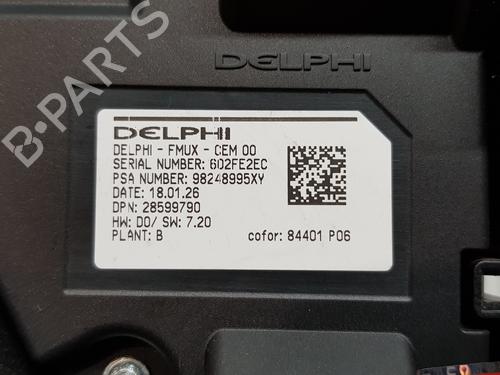 DELPHI
DELPHI
DELPHI - FMUX - CEM 00
SERIAL NUMBER: 602FE2EC
PSA NUMBER: 98248995XY
DATE: 18.01.26
DPN: 28599790
HW: D0/ SW: 7.20
PLANT: B cofor: 84401 P06
B-PARTS